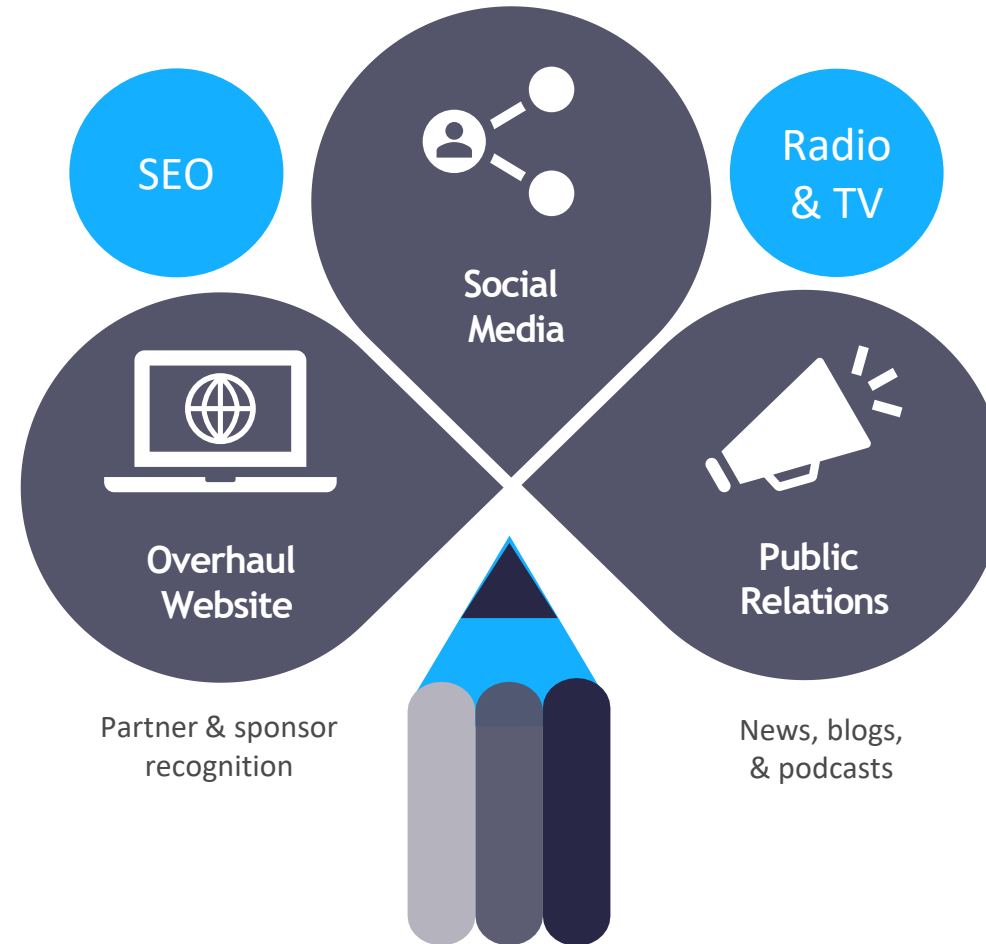 SEO
Radio
& TV
Social
Media
Overhaul
Website
Public
Relations
Partner & sponsor
recognition
News, blogs,
& podcasts